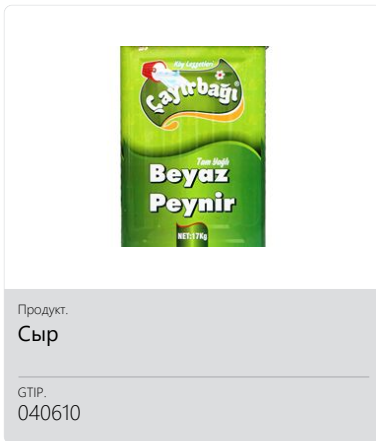 Köy Lezzetleri
Çayırbağı
Tam Yağlı
Beyaz
Peynir
NET:17Kg
Продукт.
Сыр
GTIP.
040610